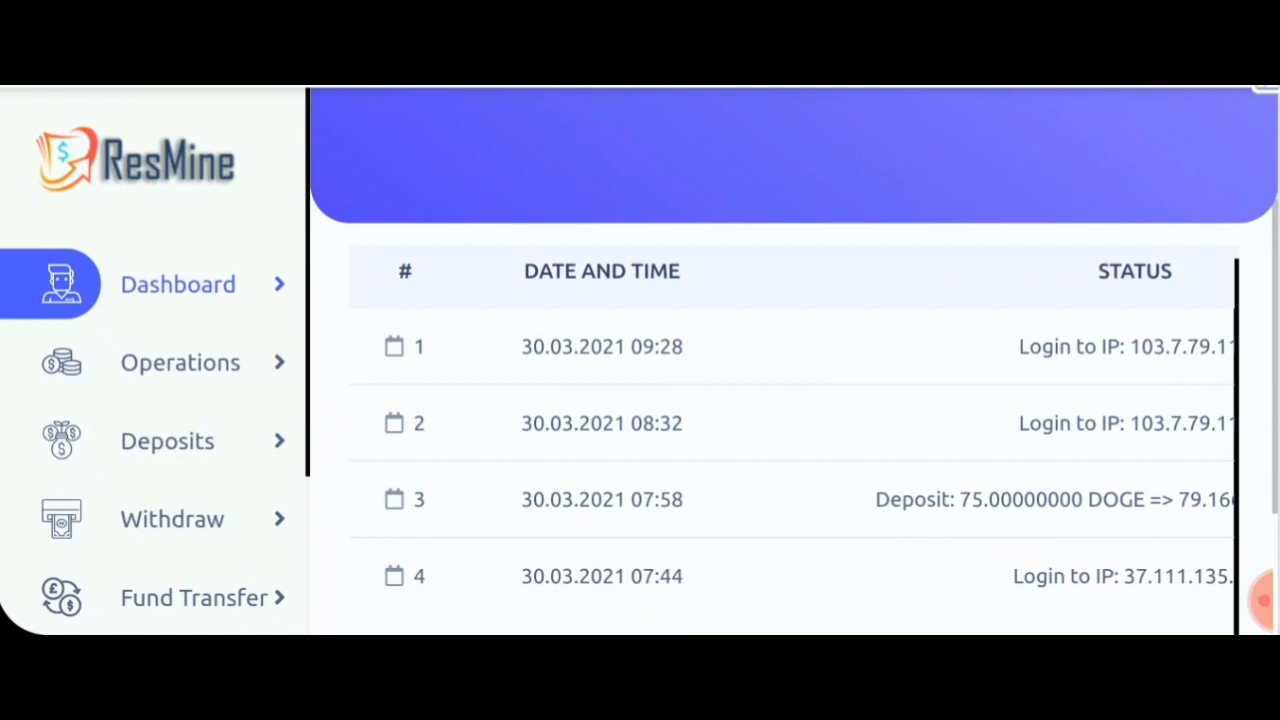 ResMine
Dashboard
Operations
Deposits
Withdraw
Fund Transfer
# DATE AND TIME STATUS
1 30.03.2021 09:28 Login to IP: 103.7.79.11
2 30.03.2021 08:32 Login to IP: 103.7.79.11
3 30.03.2021 07:58 Deposit: 75.00000000 DOGE => 79.16
4 30.03.2021 07:44 Login to IP: 37.111.135.